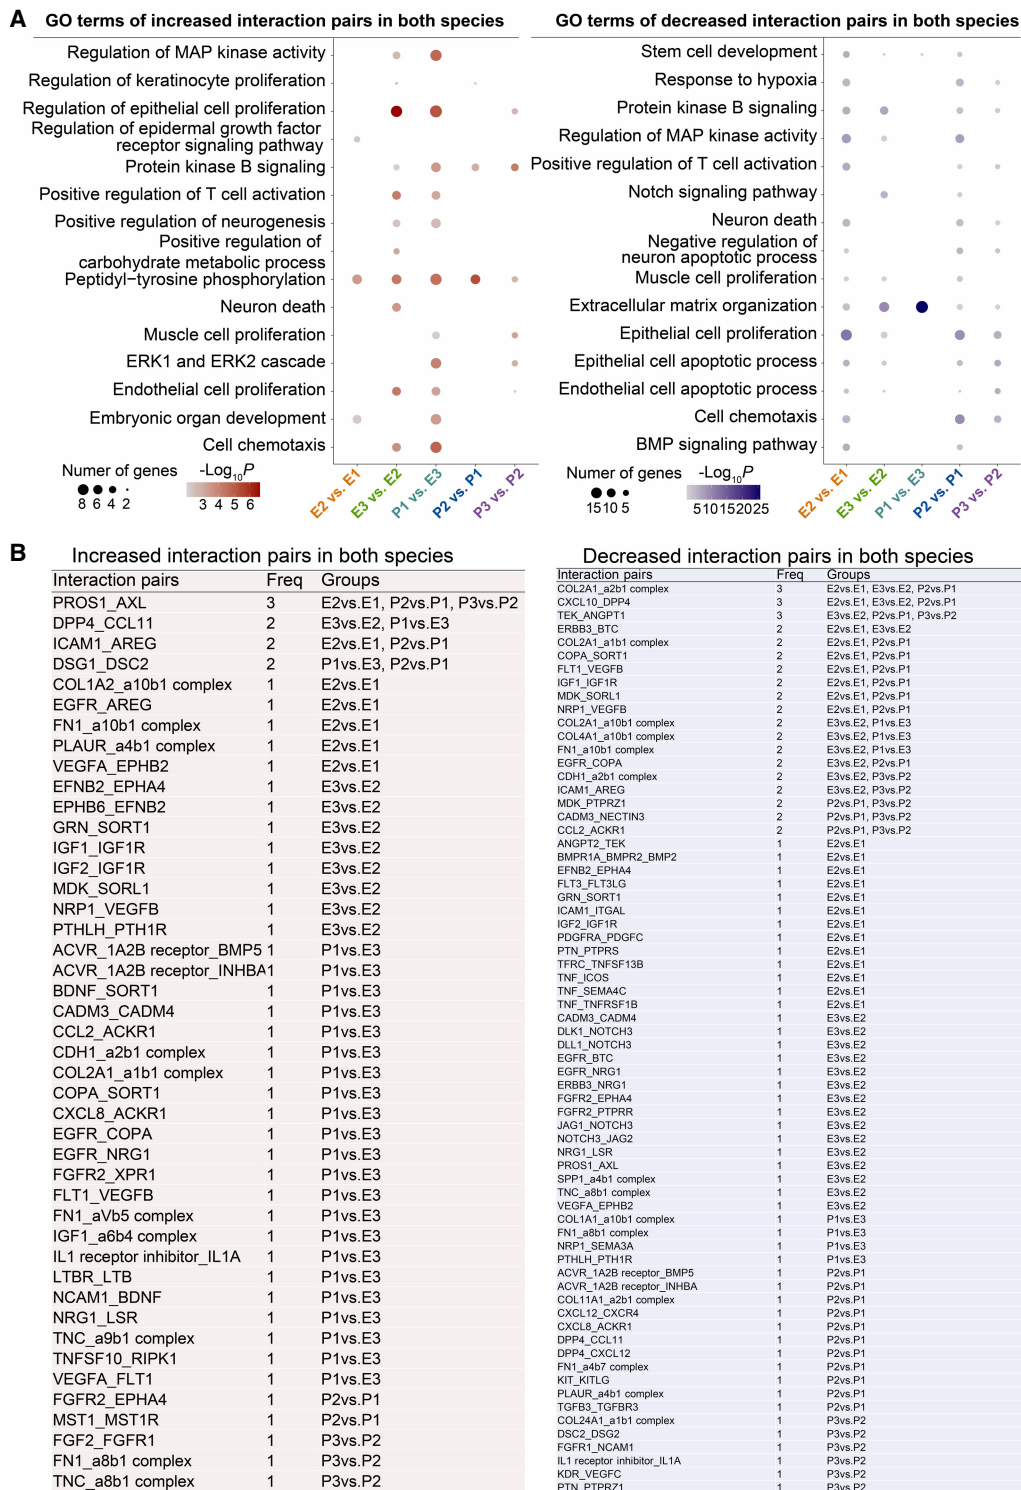 A
GO terms of increased interaction pairs in both species
Regulation of MAP kinase activity
Regulation of keratinocyte proliferation
Regulation of epithelial cell proliferation
Regulation of epidermal growth factor
receptor signaling pathway
Protein kinase B signaling
Positive regulation of T cell activation
Positive regulation of neurogenesis
Positive regulation of
carbohydrate metabolic process
Peptidyl−tyrosine phosphorylation
Neuron death
Muscle cell proliferation
ERK1 and ERK2 cascade
Endothelial cell proliferation
Embryonic organ development
Cell chemotaxis
Numer of genes
8 6 4 2
-Log10P
3 4 5 6
E2 vs. E1
E3 vs. E2
P1 vs. E3
P2 vs. P1
P3 vs. P2
GO terms of decreased interaction pairs in both species
Stem cell development
Response to hypoxia
Protein kinase B signaling
Regulation of MAP kinase activity
Positive regulation of T cell activation
Notch signaling pathway
Neuron death
Negative regulation of
neuron apoptotic process
Muscle cell proliferation
Extracellular matrix organization
Epithelial cell proliferation
Epithelial cell apoptotic process
Endothelial cell apoptotic process
Cell chemotaxis
BMP signaling pathway
Numer of genes
15 10 5
-Log10P
5 10 15 20 25
E2 vs. E1
E3 vs. E2
P1 vs. E3
P2 vs. P1
P3 vs. P2
B
Increased interaction pairs in both species
Interaction pairs Freq Groups
PROS1_AXL 3 E2vs.E1, P2vs.P1, P3vs.P2
DPP4_CCL11 2 E3vs.E2, P1vs.E3
ICAM1_AREG 2 E2vs.E1, P2vs.P1
DSG1_DSC2 2 P1vs.E3, P2vs.P1
COL1A2_a10b1 complex 1 E2vs.E1
EGFR_AREG 1 E2vs.E1
FN1_a10b1 complex 1 E2vs.E1
PLAUR_a4b1 complex 1 E2vs.E1
VEGFA_EPHB2 1 E2vs.E1
EFNB2_EPHA4 1 E3vs.E2
EPHB6_EFNB2 1 E3vs.E2
GRN_SORT1 1 E3vs.E2
IGF1_IGF1R 1 E3vs.E2
IGF2_IGF1R 1 E3vs.E2
MDK_SORL1 1 E3vs.E2
NRP1_VEGFB 1 E3vs.E2
PTHLH_PTH1R 1 E3vs.E2
ACVR_1A2B receptor_BMP5 1 P1vs.E3
ACVR_1A2B receptor_INHBA 1 P1vs.E3
BDNF_SORT1 1 P1vs.E3
CADM3_CADM4 1 P1vs.E3
CCL2_ACKR1 1 P1vs.E3
CDH1_a2b1 complex 1 P1vs.E3
COL2A1_a1b1 complex 1 P1vs.E3
COPA_SORT1 1 P1vs.E3
CXCL8_ACKR1 1 P1vs.E3
EGFR_COPA 1 P1vs.E3
EGFR_NRG1 1 P1vs.E3
FGFR2_XPR1 1 P1vs.E3
FLT1_VEGFB 1 P1vs.E3
FN1_aVb5 complex 1 P1vs.E3
IGF1_a6b4 complex 1 P1vs.E3
IL1 receptor inhibitor_IL1A 1 P1vs.E3
LTBR_LTB 1 P1vs.E3
NCAM1_BDNF 1 P1vs.E3
NRG1_LSR 1 P1vs.E3
TNC_a9b1 complex 1 P1vs.E3
TNFSF10_RIPK1 1 P1vs.E3
VEGFA_FLT1 1 P1vs.E3
FGFR2_EPHA4 1 P2vs.P1
MST1_MST1R 1 P2vs.P1
FGF2_FGFR1 1 P3vs.P2
FN1_a8b1 complex 1 P3vs.P2
TNC_a8b1 complex 1 P3vs.P2
Decreased interaction pairs in both species
Interaction pairs Freq Groups
COL2A1_a2b1 complex 3 E2vs.E1, E3vs.E2, P2vs.P1
CXCL10_DPP4 3 E2vs.E1, E3vs.E2, P2vs.P1
TEK_ANGPT1 3 E3vs.E2, P2vs.P1, P3vs.P2
ERBB3_BTC 2 E2vs.E1, E3vs.E2
COL2A1_a1b1 complex 2 E2vs.E1, P2vs.P1
COPA_SORT1 2 E2vs.E1, P2vs.P1
FLT1_VEGFB 2 E2vs.E1, P2vs.P1
IGF1_IGF1R 2 E2vs.E1, P2vs.P1
MDK_SORL1 2 E2vs.E1, P2vs.P1
NRP1_VEGFB 2 E2vs.E1, P2vs.P1
COL2A1_a10b1 complex 2 E3vs.E2, P1vs.E3
COL4A1_a10b1 complex 2 E3vs.E2, P1vs.E3
FN1_a10b1 complex 2 E3vs.E2, P1vs.E3
EGFR_COPA 2 E3vs.E2, P2vs.P1
CDH1_a2b1 complex 2 E3vs.E2, P3vs.P2
ICAM1_AREG 2 E3vs.E2, P3vs.P2
MDK_PTPRZ1 2 P2vs.P1, P3vs.P2
CADM3_NECTIN3 2 P2vs.P1, P3vs.P2
CCL2_ACKR1 2 P2vs.P1, P3vs.P2
ANGPT2_TEK 1 E2vs.E1
BMPR1A_BMPR2_BMP2 1 E2vs.E1
EFNB2_EPHA4 1 E2vs.E1
FLT3_FLT3LG 1 E2vs.E1
GRN_SORT1 1 E2vs.E1
ICAM1_ITGAL 1 E2vs.E1
IGF2_IGF1R 1 E2vs.E1
PDGFRA_PDGFC 1 E2vs.E1
PTN_PTPRS 1 E2vs.E1
TFRC_TNFSF13B 1 E2vs.E1
TNF_ICOS 1 E2vs.E1
TNF_SEMA4C 1 E2vs.E1
TNF_TNFRSF1B 1 E2vs.E1
CADM3_CADM4 1 E3vs.E2
DLK1_NOTCH3 1 E3vs.E2
DLL1_NOTCH3 1 E3vs.E2
EGFR_BTC 1 E3vs.E2
EGFR_NRG1 1 E3vs.E2
ERBB3_NRG1 1 E3vs.E2
FGFR2_EPHA4 1 E3vs.E2
FGFR2_PTPRR 1 E3vs.E2
JAG1_NOTCH3 1 E3vs.E2
NOTCH3_JAG2 1 E3vs.E2
NRG1_LSR 1 E3vs.E2
PROS1_AXL 1 E3vs.E2
SPP1_a4b1 complex 1 E3vs.E2
TNC_a8b1 complex 1 E3vs.E2
VEGFA_EPHB2 1 E3vs.E2
COL1A1_a10b1 complex 1 P1vs.E3
FN1_a8b1 complex 1 P1vs.E3
NRP1_SEMA3A 1 P1vs.E3
PTHLH_PTH1R 1 P1vs.E3
ACVR_1A2B receptor_BMP5 1 P2vs.P1
ACVR_1A2B receptor_INHBA 1 P2vs.P1
COL11A1_a2b1 complex 1 P2vs.P1
CXCL12_CXCR4 1 P2vs.P1
CXCL8_ACKR1 1 P2vs.P1
DPP4_CCL11 1 P2vs.P1
DPP4_CXCL12 1 P2vs.P1
FN1_a4b7 complex 1 P2vs.P1
KIT_KITLG 1 P2vs.P1
PLAUR_a4b1 complex 1 P2vs.P1
TGFB3_TGFBR3 1 P2vs.P1
COL24A1_a1b1 complex 1 P3vs.P2
DSC2_DSG2 1 P3vs.P2
FGFR1_NCAM1 1 P3vs.P2
IL1 receptor inhibitor_IL1A 1 P3vs.P2
KDR_VEGFC 1 P3vs.P2
PTN_PTPRZ1 1 P3vs.P2